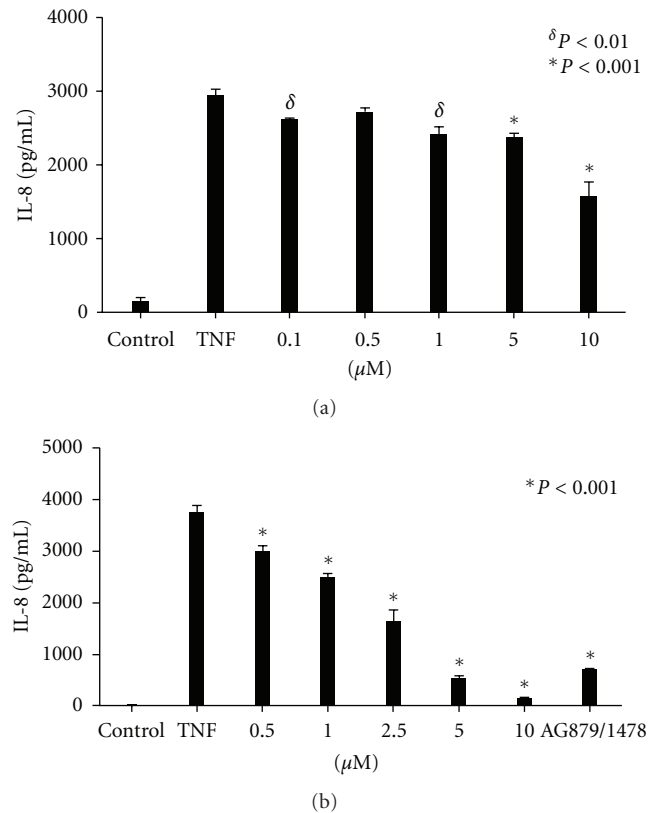 4000
3000
2000
1000
0
IL-8 (pg/mL)
δP < 0.01
*P < 0.001
δ
δ
*
*
Control TNF 0.1 0.5 1 5 10
(μM)
(a)
5000
4000
3000
2000
1000
0
IL-8 (pg/mL)
*P < 0.001
*
*
*
*
*
*
Control TNF 0.5 1 2.5 5 10 AG879/1478
(μM)
(b)